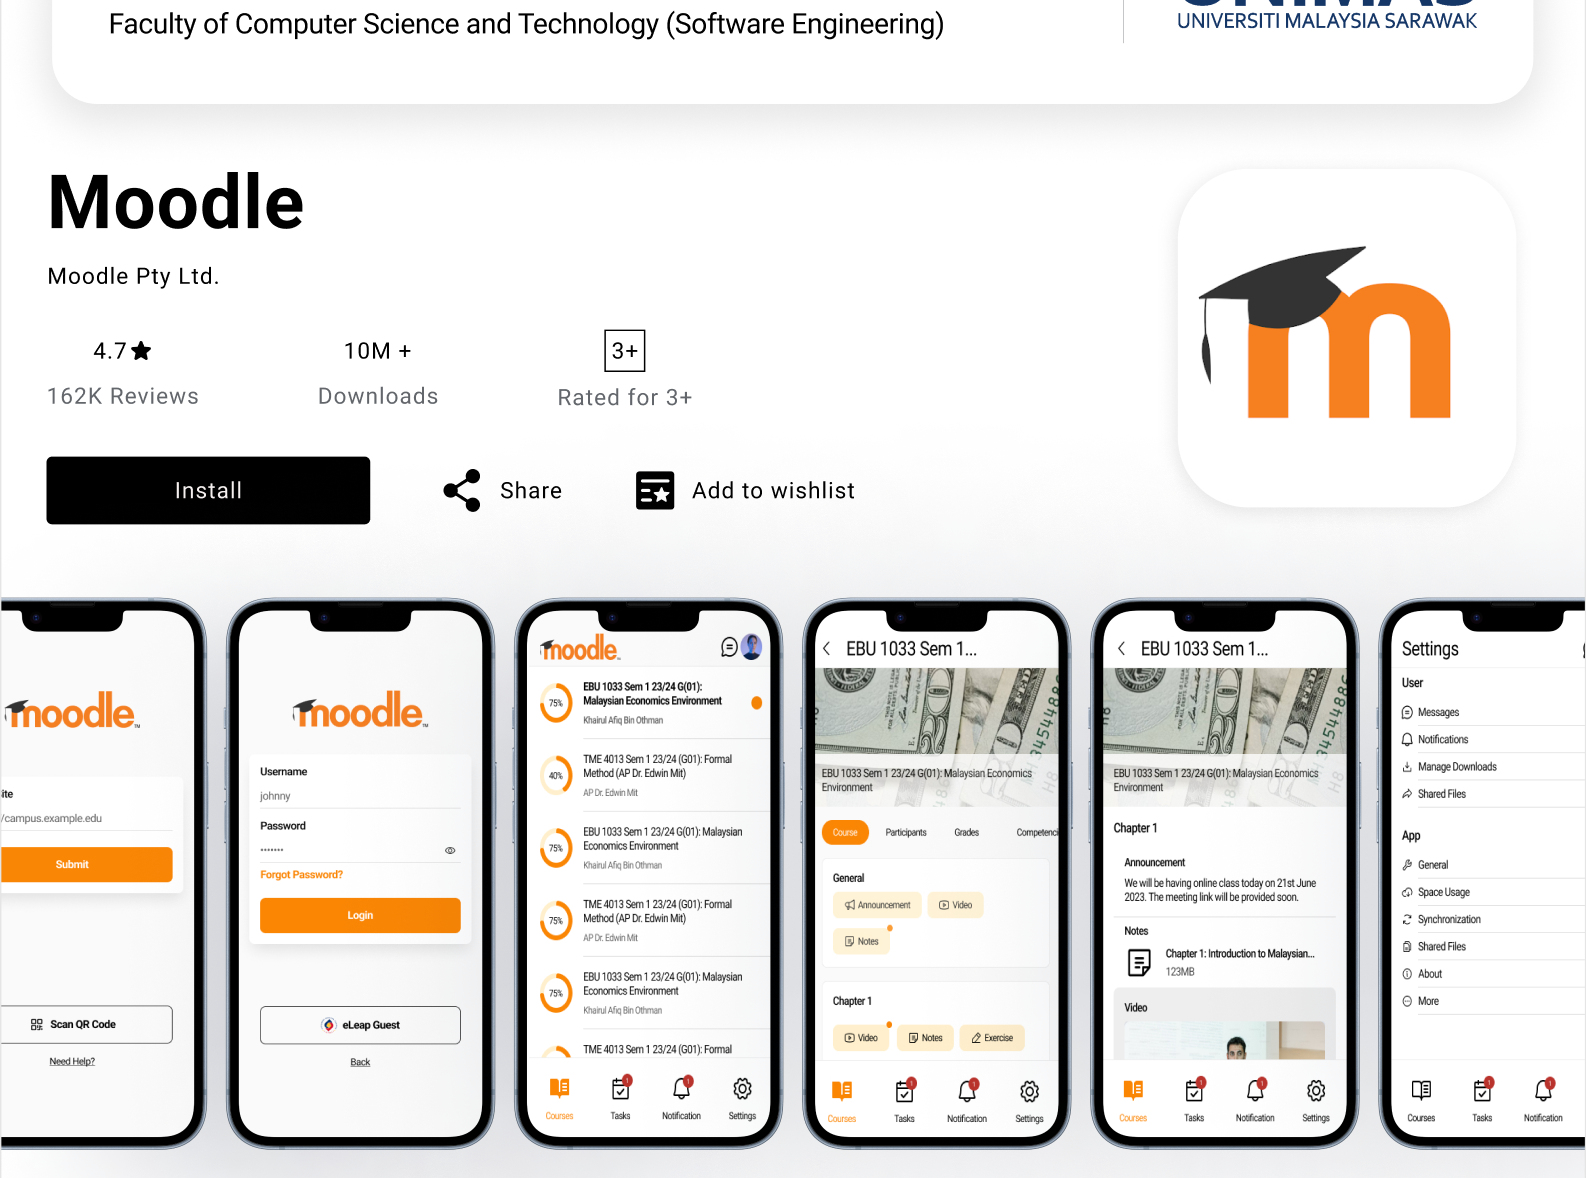 Faculty of Computer Science and Technology (Software Engineering)
UNIVERSITI MALAYSIA SARAWAK
Moodle
Moodle Pty Ltd.
4.7
162K Reviews
10M +
Downloads
3+
Rated for 3+
Install
Share
Add to wishlist
m
moodle
ite
/campus.example.edu
Submit
Scan QR Code
Need Help?
moodle
Username
johnny
Password
•••••••
Forgot Password?
Login
eLeap Guest
Back
moodle
75%
EBU 1033 Sem 1 23/24 G(01):
Malaysian Economics Environment
Khairul Afiq Bin Othman
40%
TME 4013 Sem 1 23/24 (G01): Formal
Method (AP Dr. Edwin Mit)
AP Dr. Edwin Mit
75%
EBU 1033 Sem 1 23/24 G(01): Malaysian
Economics Environment
Khairul Afiq Bin Othman
75%
TME 4013 Sem 1 23/24 (G01): Formal
Method (AP Dr. Edwin Mit)
AP Dr. Edwin Mit
75%
EBU 1033 Sem 1 23/24 G(01): Malaysian
Economics Environment
Khairul Afiq Bin Othman
TME 4013 Sem 1 23/24 (G01): Formal
1
1
Courses
Tasks
Notification
Settings
EBU 1033 Sem 1...
EBU 1033 Sem 1 23/24 G(01): Malaysian Economics
Environment
Course
Participants
Grades
Competenci
General
Announcement
Video
Notes
Chapter 1
Video
Notes
Exercise
1
1
Courses
Tasks
Notification
Settings
EBU 1033 Sem 1...
EBU 1033 Sem 1 23/24 G(01): Malaysian Economics
Environment
Chapter 1
Announcement
We will be having online class today on 21st June
2023. The meeting link will be provided soon.
Notes
Chapter 1: Introduction to Malaysian...
123MB
Video
1
1
Courses
Tasks
Notification
Settings
Settings
User
Messages
Notifications
Manage Downloads
Shared Files
App
General
Space Usage
Synchronization
Shared Files
About
More
1
1
Courses
Tasks
Notification